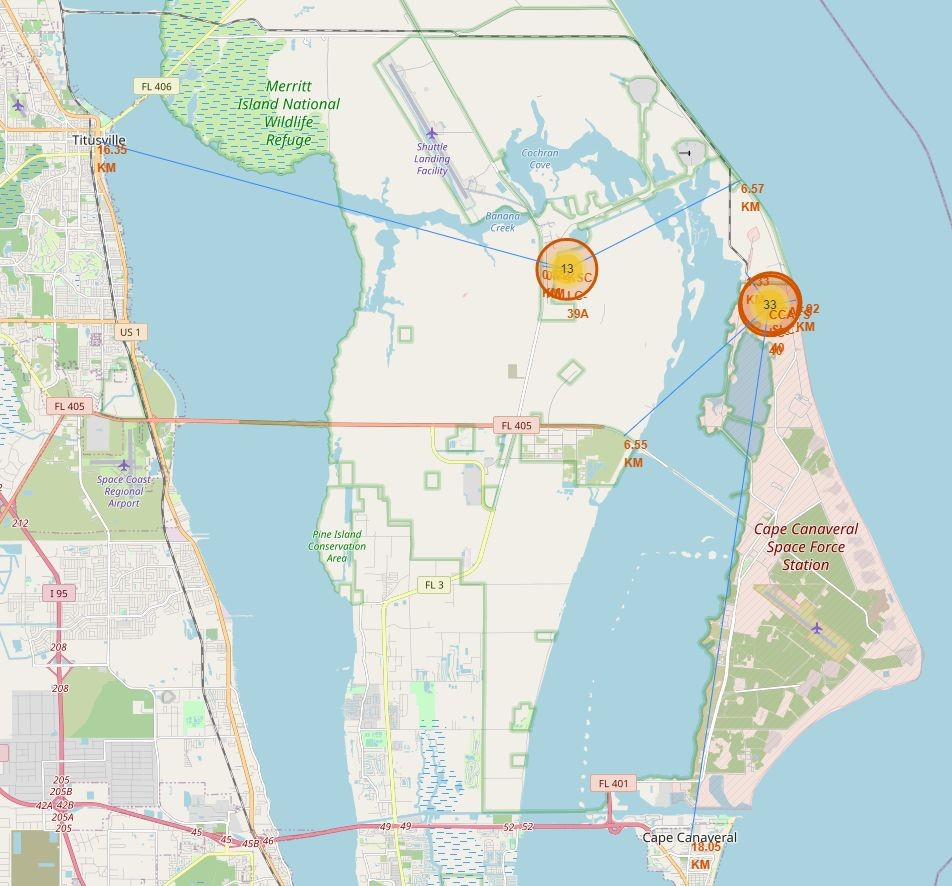 FL 406
Merritt
Island National
Wildlife
Refuge
Titusville
16.35
KM
Shuttle
Landing
Facility
Cochran
Cove
Banana
Creek
6.57
KM
13
39A
33
KM
CCAFS
40
40
US 1
FL 405
FL 405
6.55
KM
Space Coast
Regional
Airport
212
Pine Island
Conservation
Area
Cape Canaveral
Space Force
Station
I 95
FL 3
208
208
205
205B
42A 42B
205A
205
45
45
45B 46
49 49
52 52
FL 401
Cape Canaveral
18.05
KM